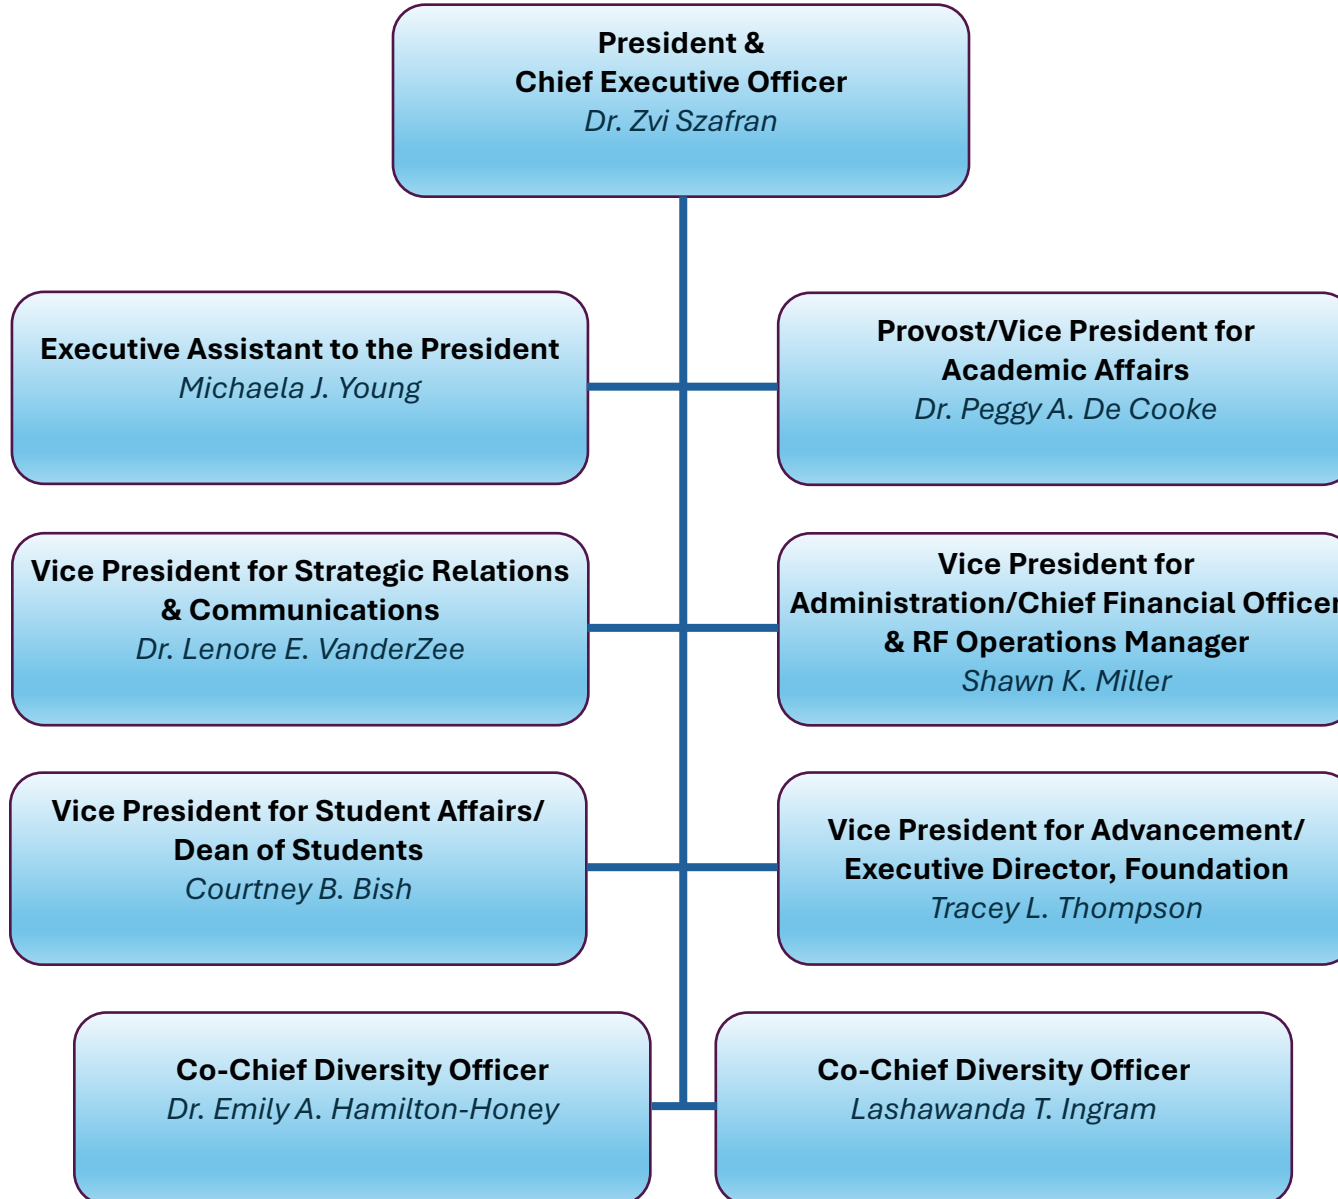 President &
Chief Executive Officer
Dr. Zvi Szafran
Executive Assistant to the President
Michaela J. Young
Provost/Vice President for
Academic Affairs
Dr. Peggy A. De Cooke
Vice President for Strategic Relations
& Communications
Dr. Lenore E. VanderZee
Vice President for
Administration/Chief Financial Officer
& RF Operations Manager
Shawn K. Miller
Vice President for Student Affairs/
Dean of Students
Courtney B. Bish
Vice President for Advancement/
Executive Director, Foundation
Tracey L. Thompson
Co-Chief Diversity Officer
Dr. Emily A. Hamilton-Honey
Co-Chief Diversity Officer
Lashawanda T. Ingram